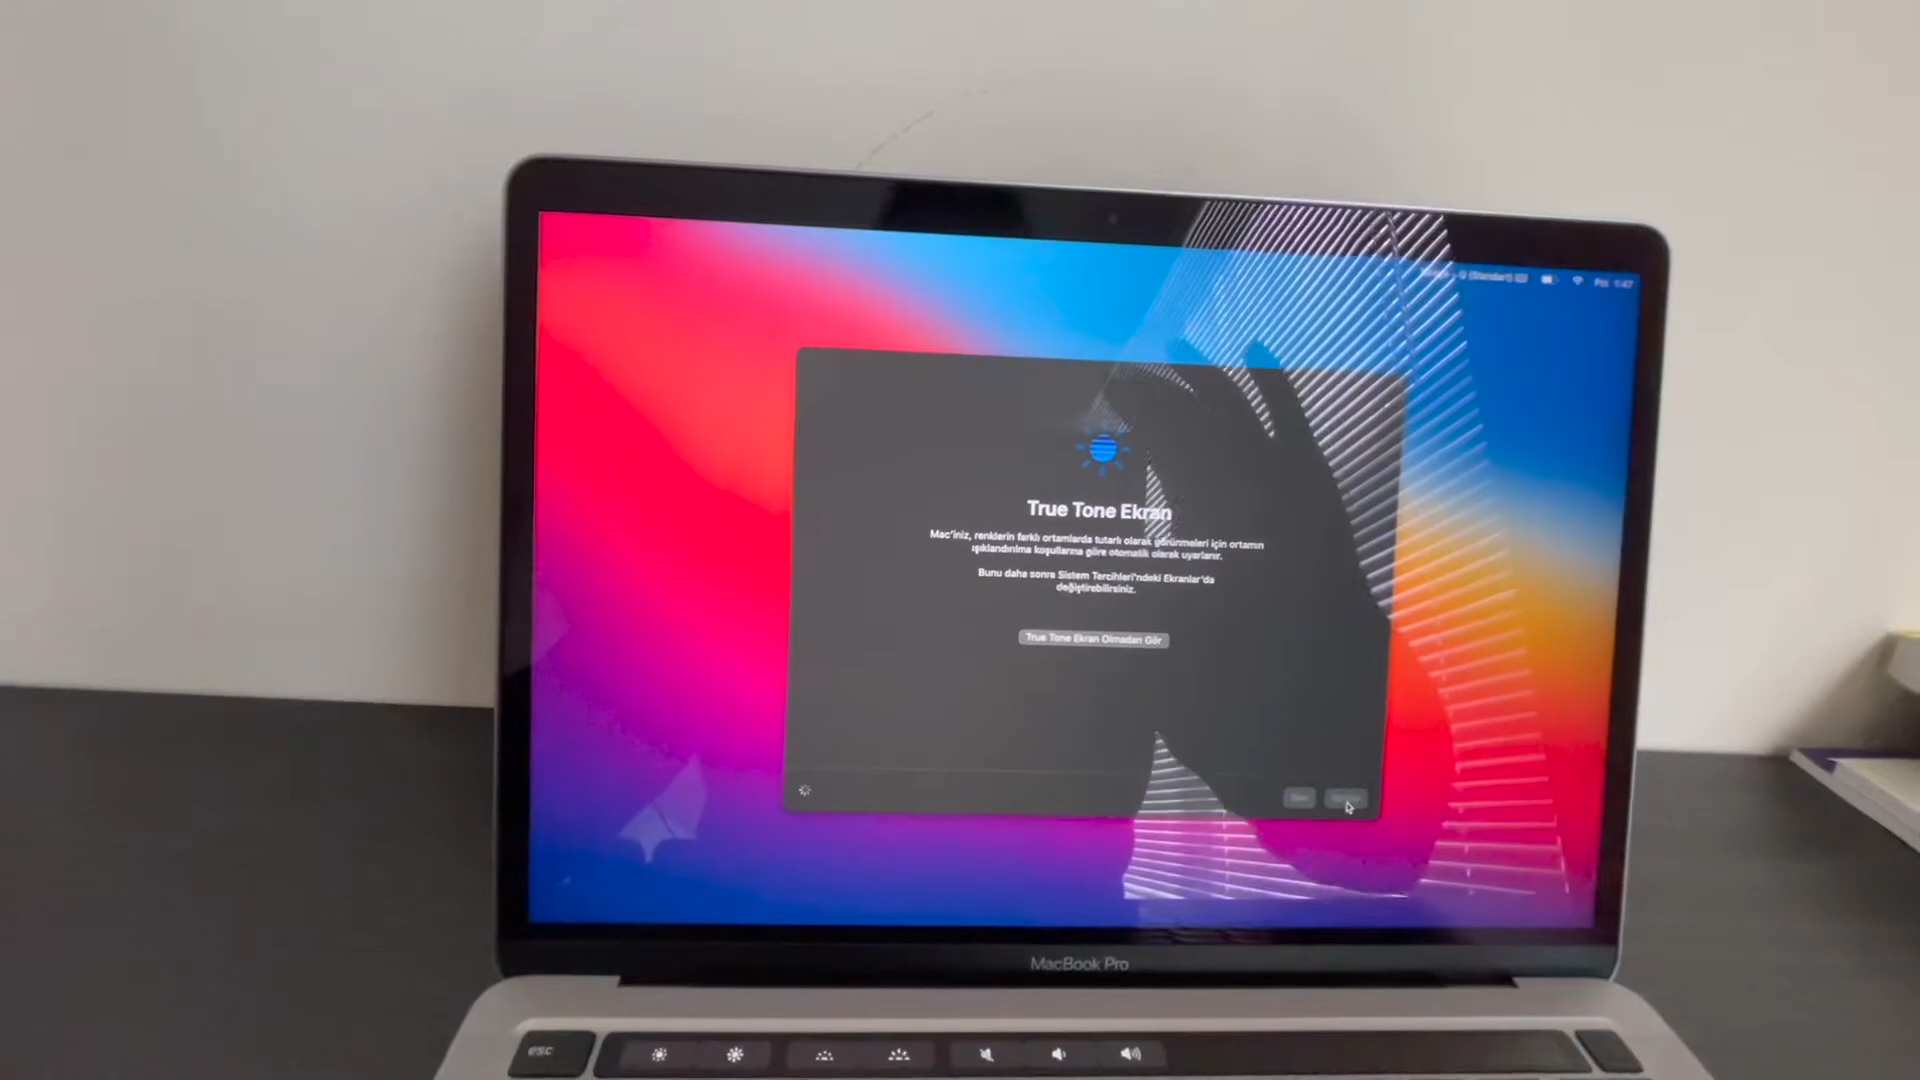 (Standart)
True Tone Ekran
Mac'iniz, renklerin farklı ortamlarda tutarlı olarak görünmeleri için ortamın
ışıklandırılma koşullarına göre otomatik olarak uyarlanır.
Bunu daha sonra Sistem Tercihleri'ndeki Ekranlar'da
değiştirebilirsiniz.
True Tone Ekran Olmadan Gör
MacBook Pro
esc